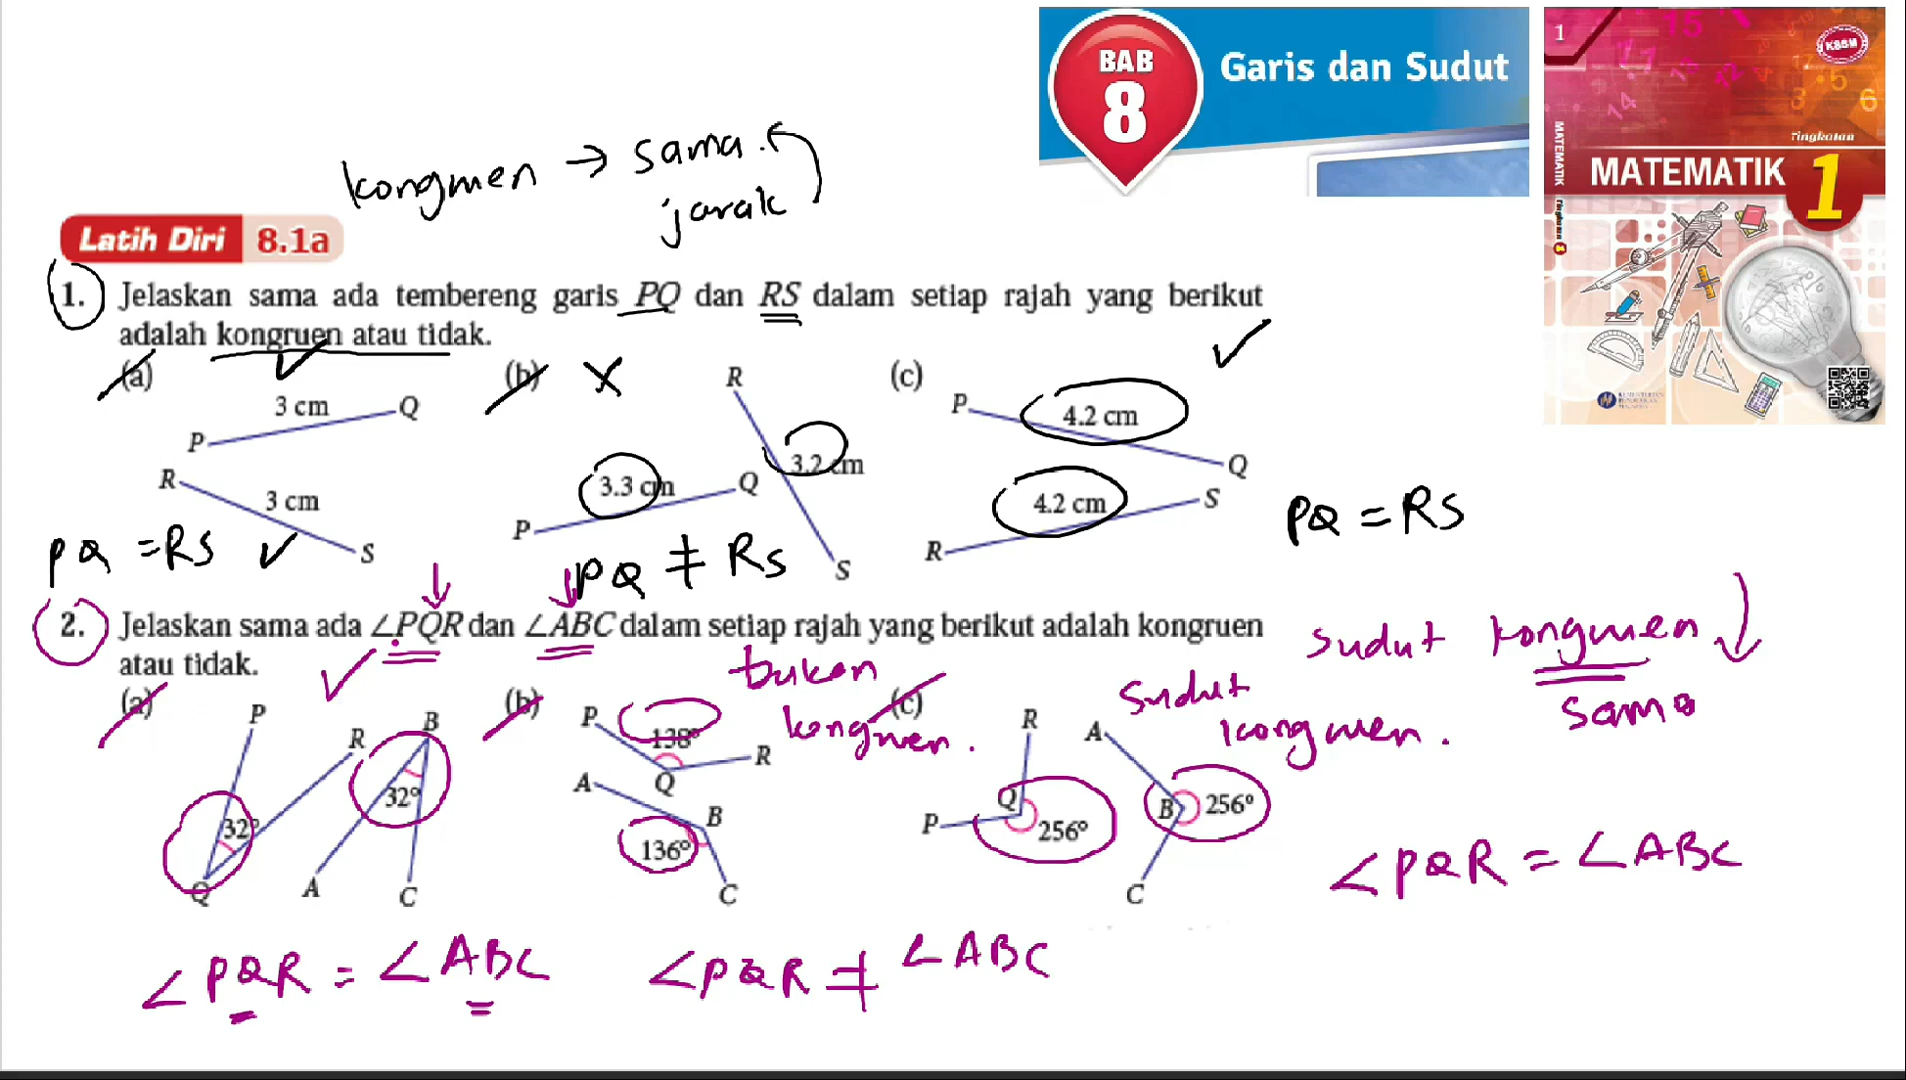 BAB
8
Garis dan Sudut
1
KBSM
Tingkatan
MATEMATIK 1
MATEMATIK
kongruen → sama.
jarak
Latih Diri 8.1a
1. Jelaskan sama ada tembereng garis PQ dan RS dalam setiap rajah yang berikut
adalah kongruen atau tidak.
(a) ✓
3 cm
P
Q
R
3 cm
S
PQ = RS ✓
(b) X
R
3.2 cm
3.3 cm
Q
P
S
PQ ≠ RS
(c) ✓
P
4.2 cm
Q
4.2 cm
S
R
PQ = RS
2. Jelaskan sama ada ∠PQR dan ∠ABC dalam setiap rajah yang berikut adalah kongruen
atau tidak.
sudut kongruen
sama
(a) ✓
P
R
B
32°
32°
Q
A
C
∠PQR = ∠ABC
(b)
bukan
kongruen.
P
138°
R
Q
A
B
136°
C
∠PQR ≠ ∠ABC
(c)
sudut
kongruen.
R
Q
P
256°
A
B
256°
C
∠PQR = ∠ABC